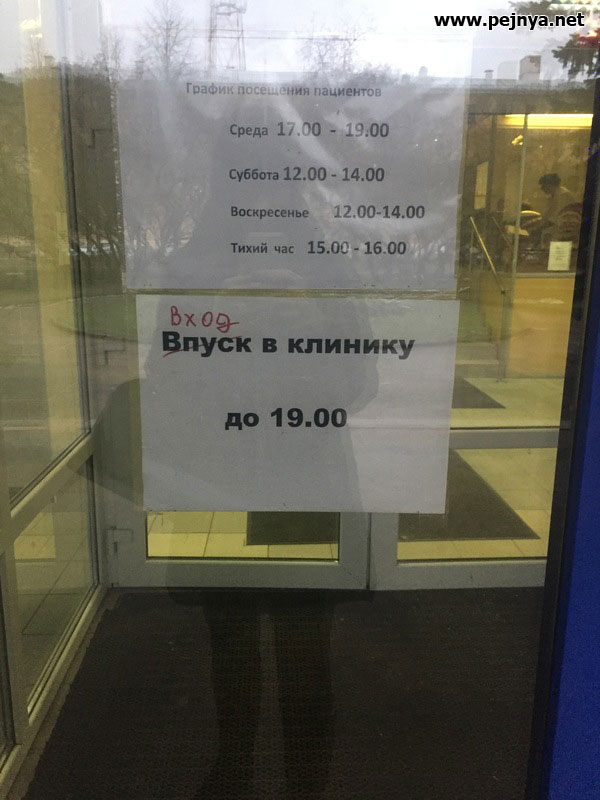 www.pejnya.net
График посещения пациентов
Среда 17.00 - 19.00
Суббота 12.00 - 14.00
Воскресенье 12.00-14.00
Тихий час 15.00 - 16.00
Вход
Впуск в клинику
до 19.00